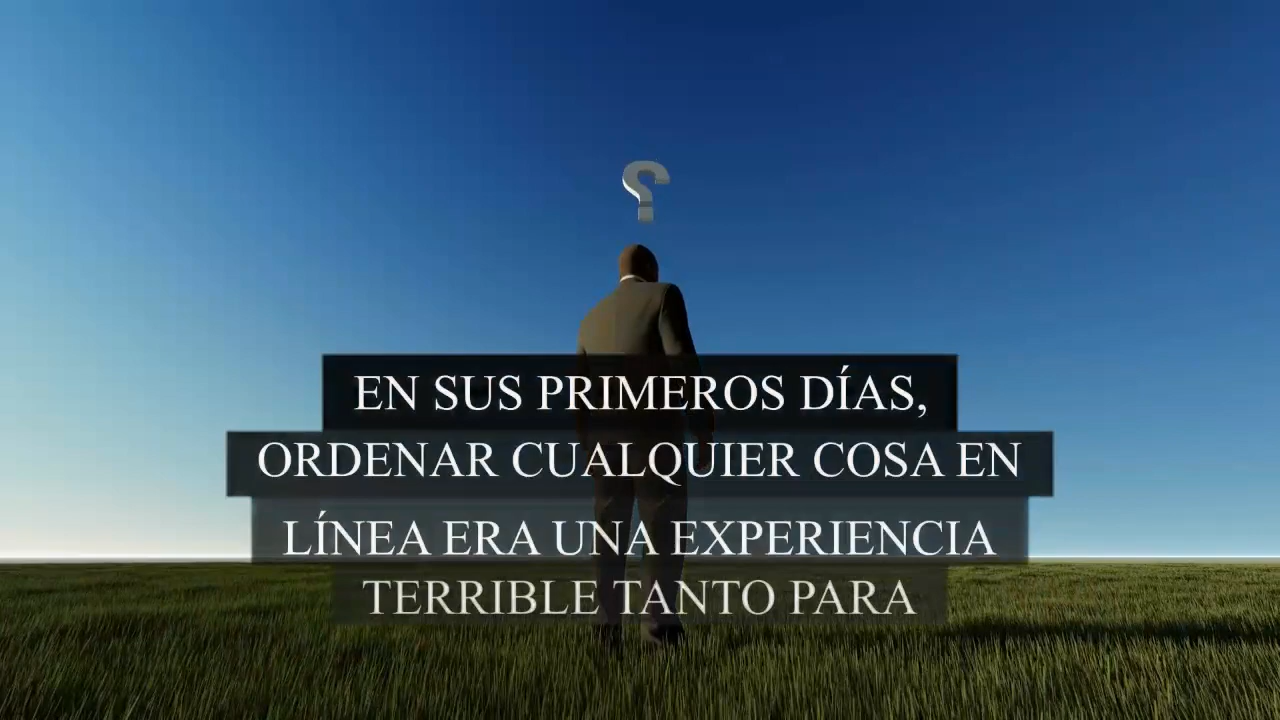 EN SUS PRIMEROS DÍAS,
ORDENAR CUALQUIER COSA EN
LÍNEA ERA UNA EXPERIENCIA
TERRIBLE TANTO PARA